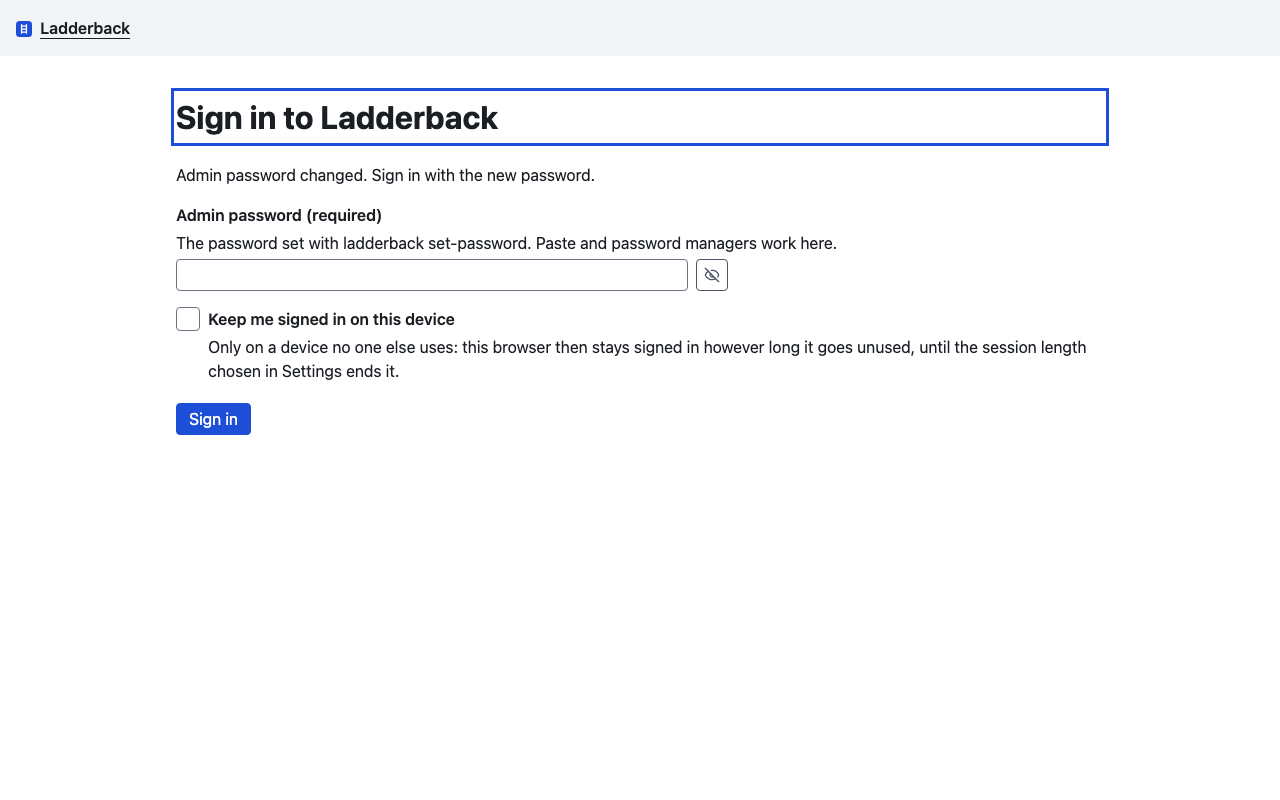 Ladderback
Sign in to Ladderback
Admin password changed. Sign in with the new password.
Admin password (required)
The password set with ladderback set-password. Paste and password managers work here.
Keep me signed in on this device
Only on a device no one else uses: this browser then stays signed in however long it goes unused, until the session length
chosen in Settings ends it.
Sign in